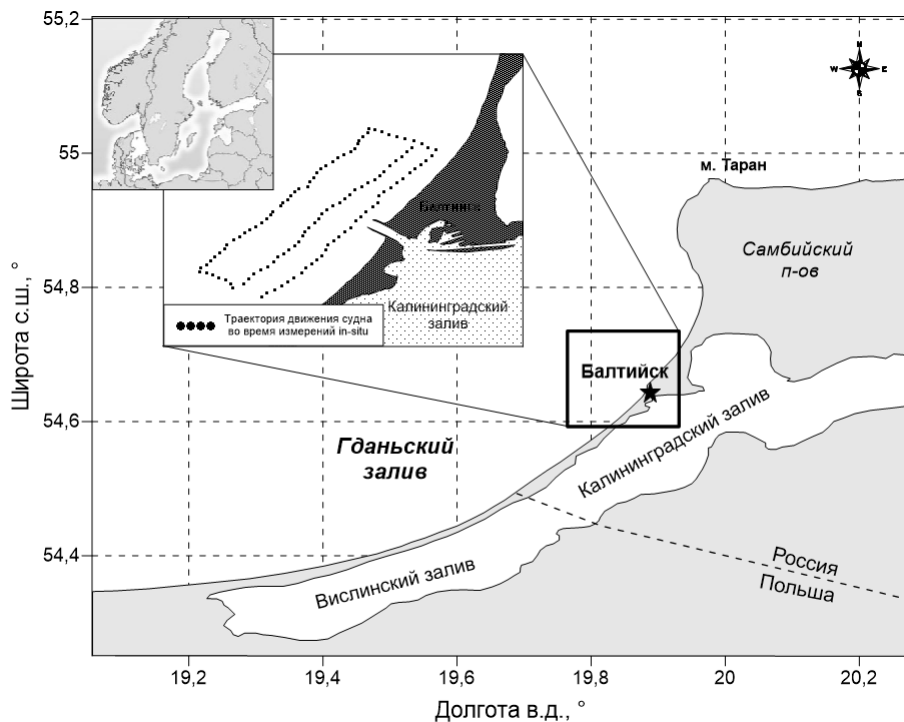 55,2
55
54,8
54,6
54,4
Широта с.ш., °
N
W
E
S
м. Таран
Самбийский
п-ов
Балтийск
Калининградский
залив
Траектория движения судна
во время измерений in-situ
Балтийск
Гданьский
залив
Калининградский залив
Вислинский залив
Россия
Польша
19,2
19,4
19,6
19,8
20
20,2
Долгота в.д., °